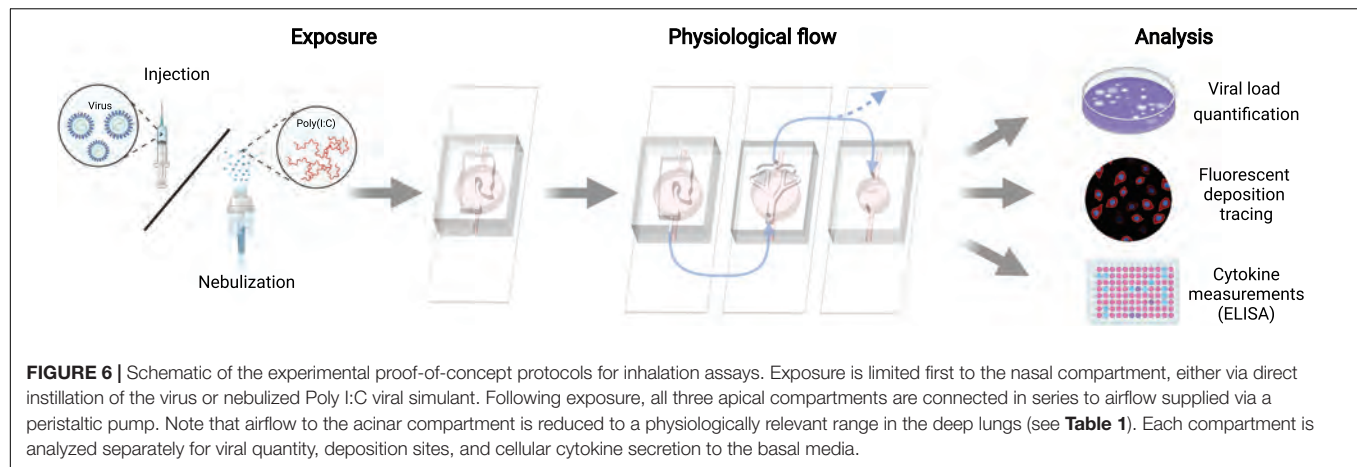 Exposure
Physiological flow
Analysis
Injection
Virus
Poly(I:C)
Nebulization
Viral load
quantification
Fluorescent
deposition
tracing
Cytokine
measurements
(ELISA)
FIGURE 6 | Schematic of the experimental proof-of-concept protocols for inhalation assays. Exposure is limited first to the nasal compartment, either via direct
instillation of the virus or nebulized Poly I:C viral simulant. Following exposure, all three apical compartments are connected in series to airflow supplied via a
peristaltic pump. Note that airflow to the acinar compartment is reduced to a physiologically relevant range in the deep lungs (see Table 1). Each compartment is
analyzed separately for viral quantity, deposition sites, and cellular cytokine secretion to the basal media.